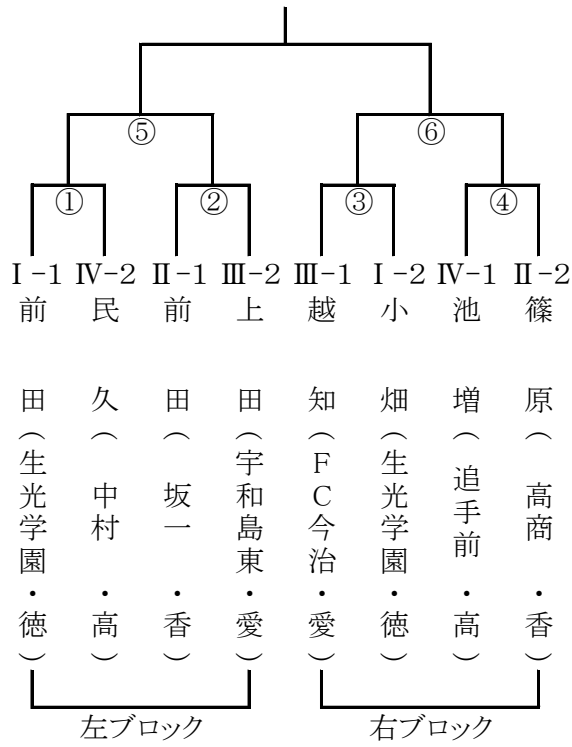 ⑤ ⑥
① ② ③ ④
Ⅰ-1 Ⅳ-2 Ⅱ-1 Ⅲ-2 Ⅲ-1 Ⅰ-2 Ⅳ-1 Ⅱ-2
前田(生光学園・徳)
民久(中村・高)
前田(坂一・香)
上田(宇和島東・愛)
越知(FC今治・愛)
小畑(生光学園・徳)
池増(追手前・高)
篠原(高商・香)
左ブロック 右ブロック